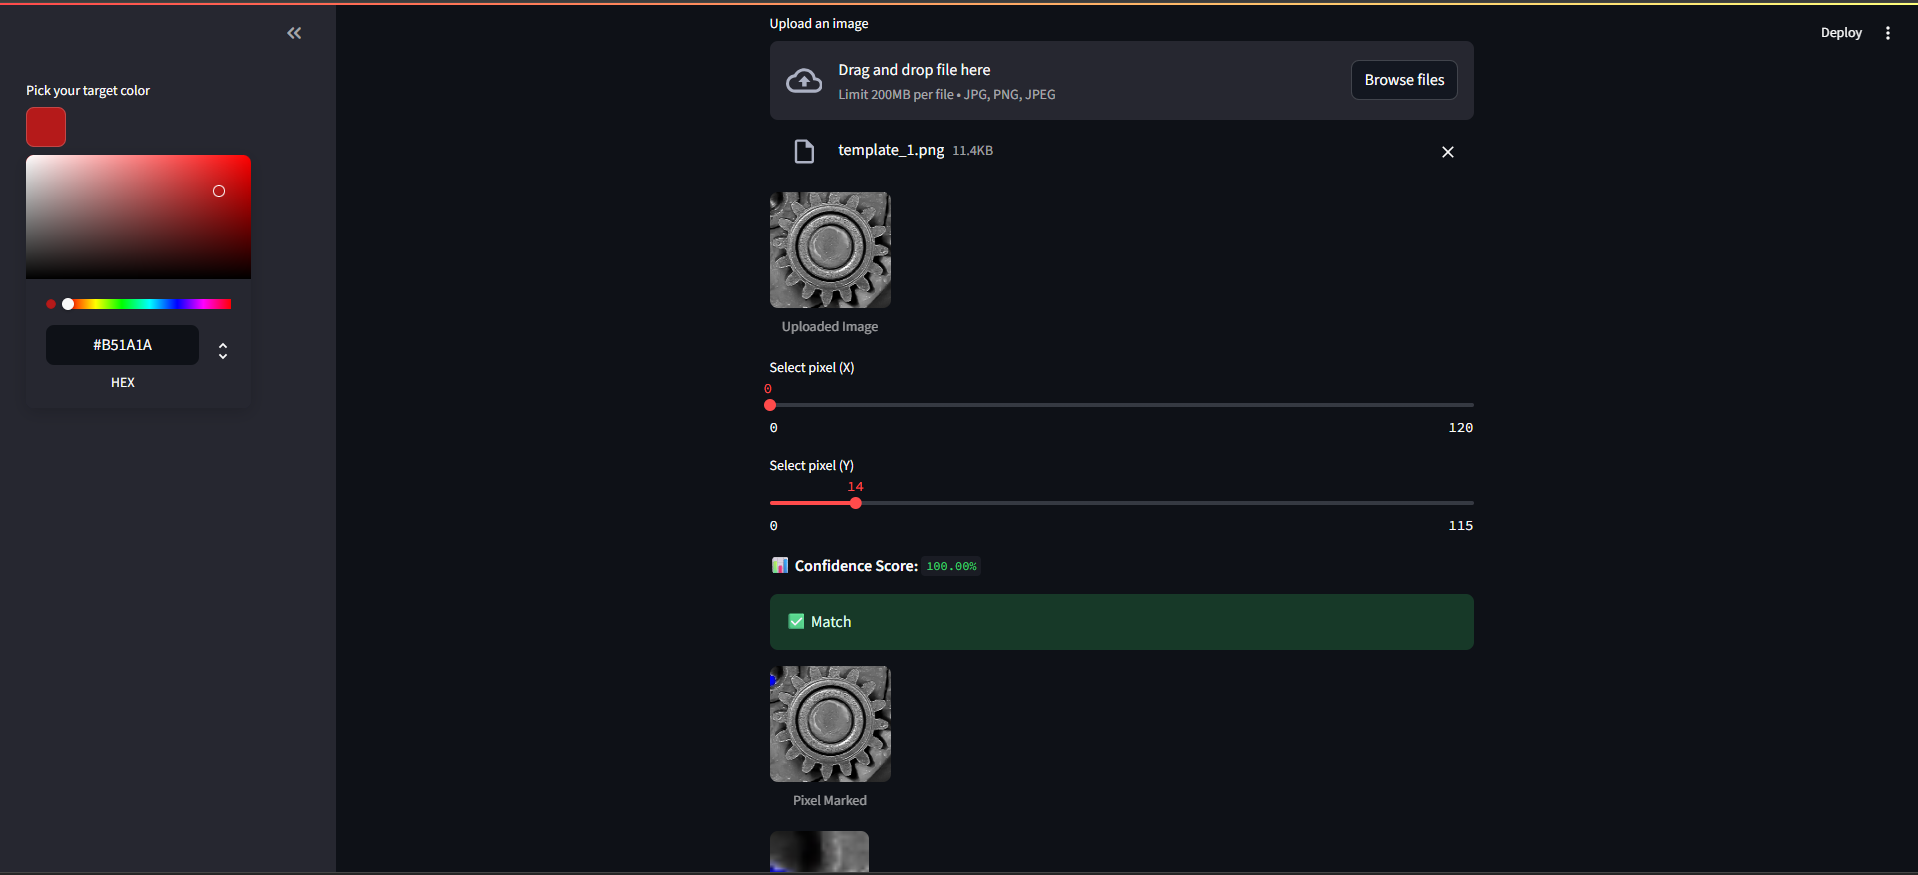 Deploy
Pick your target color
#B51A1A
HEX
Upload an image
Drag and drop file here
Limit 200MB per file • JPG, PNG, JPEG
Browse files
template_1.png 11.4KB
Uploaded Image
Select pixel (X)
0
0 120
Select pixel (Y)
14
0 115
Confidence Score: 100.00%
Match
Pixel Marked